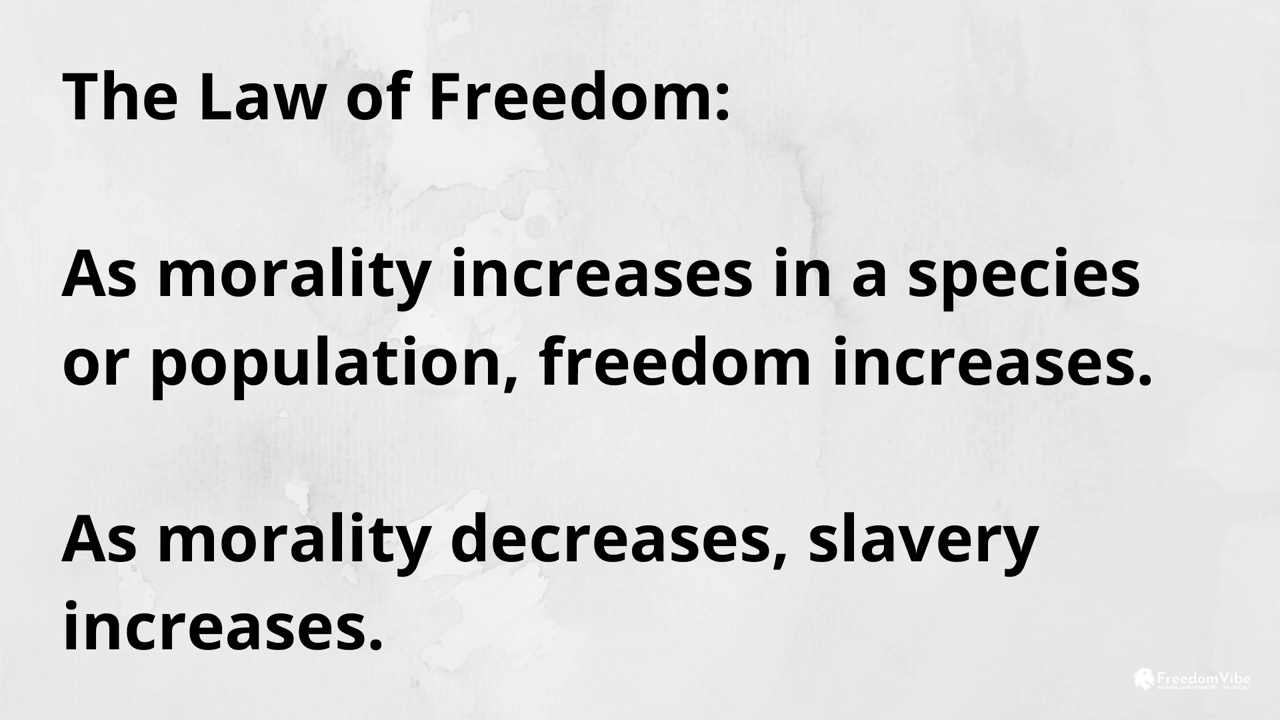 The Law of Freedom:
As morality increases in a species
or population, freedom increases.
As morality decreases, slavery
increases.
FreedomVibe